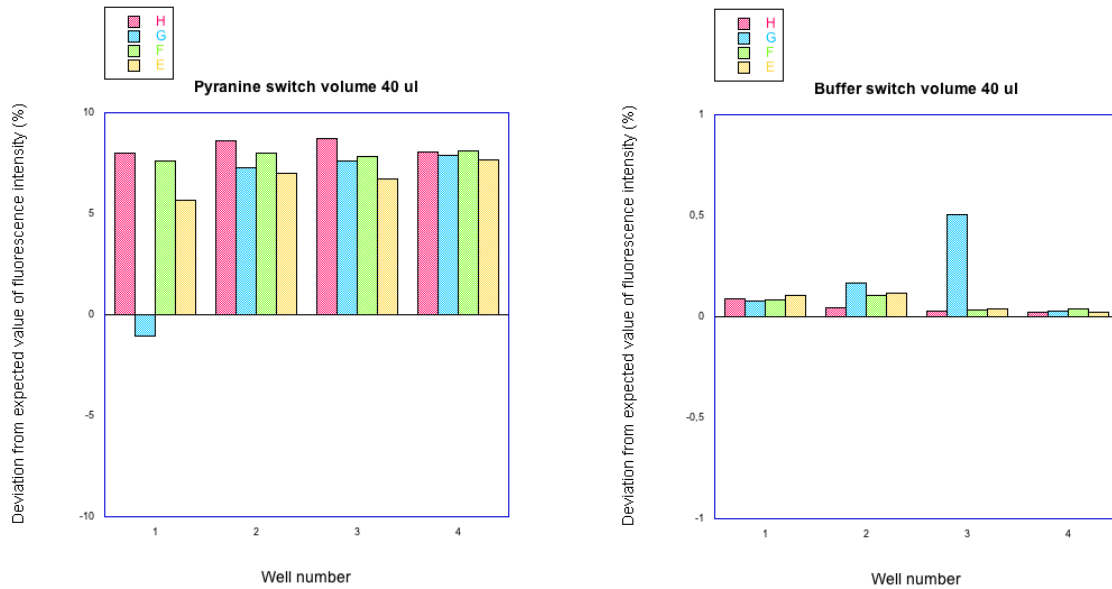 H
G
F
E
Pyranine switch volume 40 ul
Deviation from expected value of fluorescence intensity (%)
10
5
0
-5
-10
1 2 3 4
Well number
H
G
F
E
Buffer switch volume 40 ul
Deviation from expected value of fluorescence intensity (%)
1
0,5
0
-0,5
-1
1 2 3 4
Well number